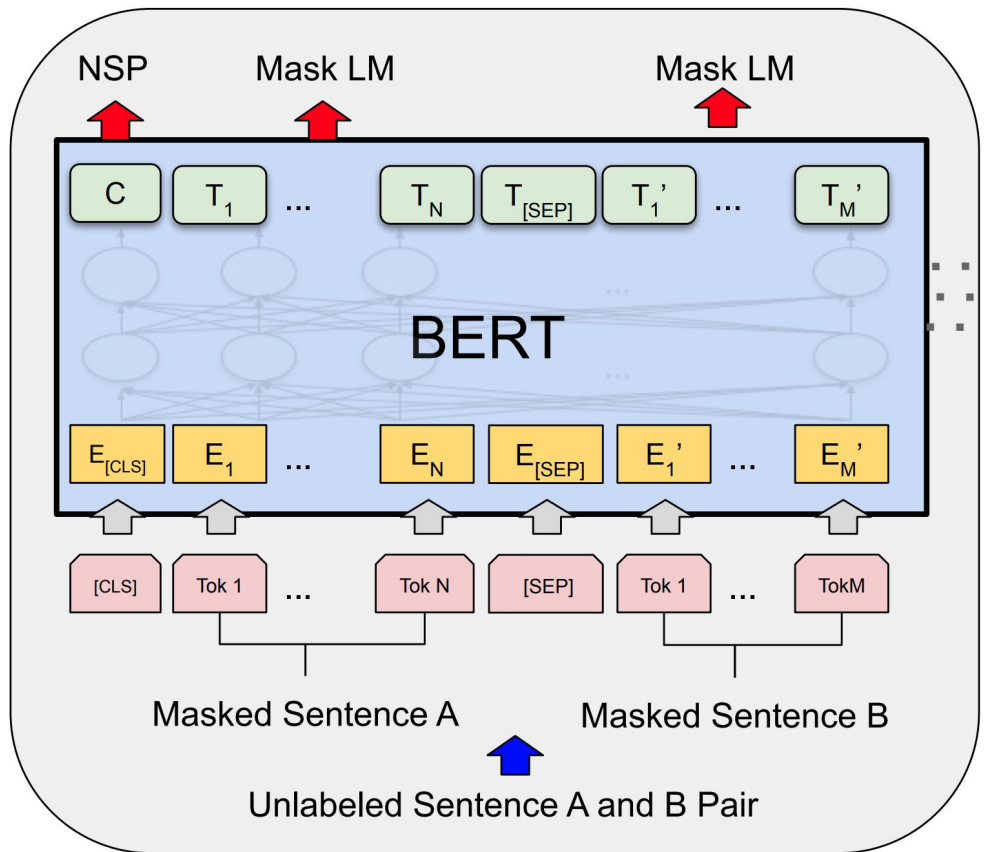 NSP Mask LM Mask LM
C T1 ... TN T[SEP] T1' ... TM'
...
BERT
...
E[CLS] E1 ... EN E[SEP] E1' ... EM'
[CLS] Tok 1 ... Tok N [SEP] Tok 1 ... TokM
Masked Sentence A Masked Sentence B
Unlabeled Sentence A and B Pair